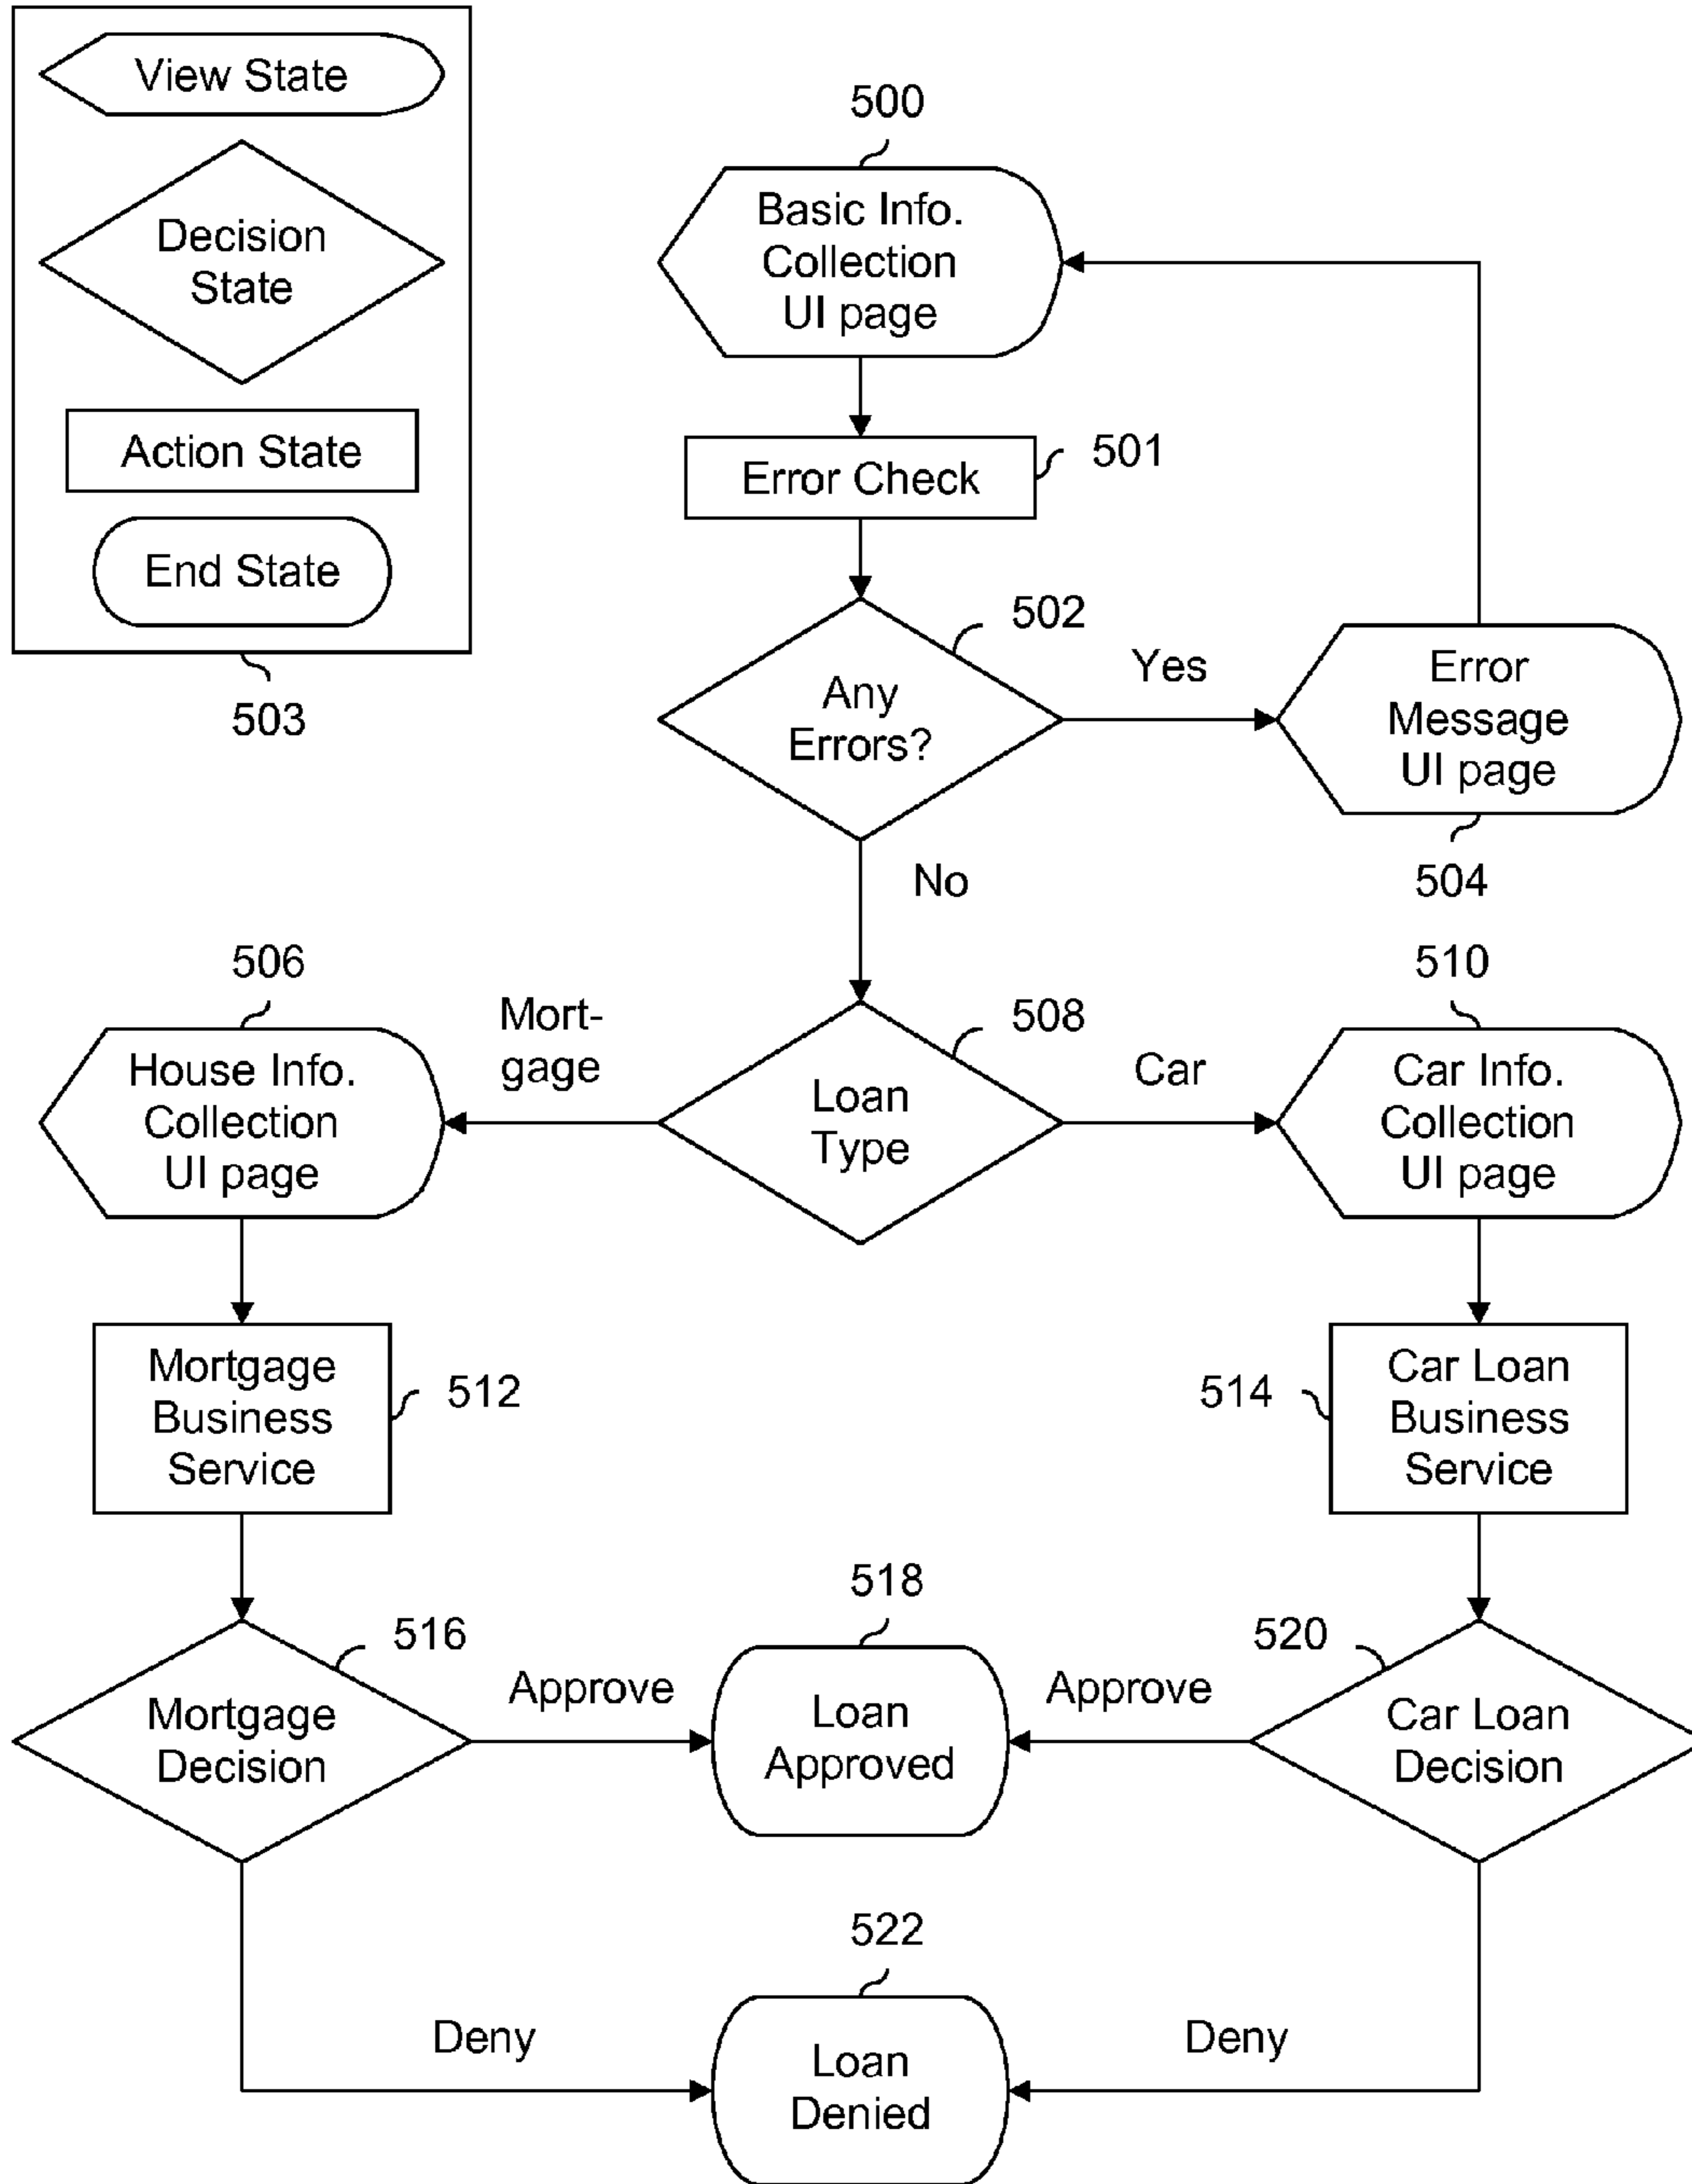 View State
Decision
State
Action State
End State
503
500
Basic Info.
Collection
UI page
Error Check
501
502
Any
Errors?
Yes
Error
Message
UI page
504
No
506
House Info.
Collection
UI page
Mort-
gage
508
Loan
Type
Car
510
Car Info.
Collection
UI page
Mortgage
Business
Service
512
514
Car Loan
Business
Service
516
Mortgage
Decision
Approve
518
Loan
Approved
Approve
520
Car Loan
Decision
Deny
522
Loan
Denied
Deny